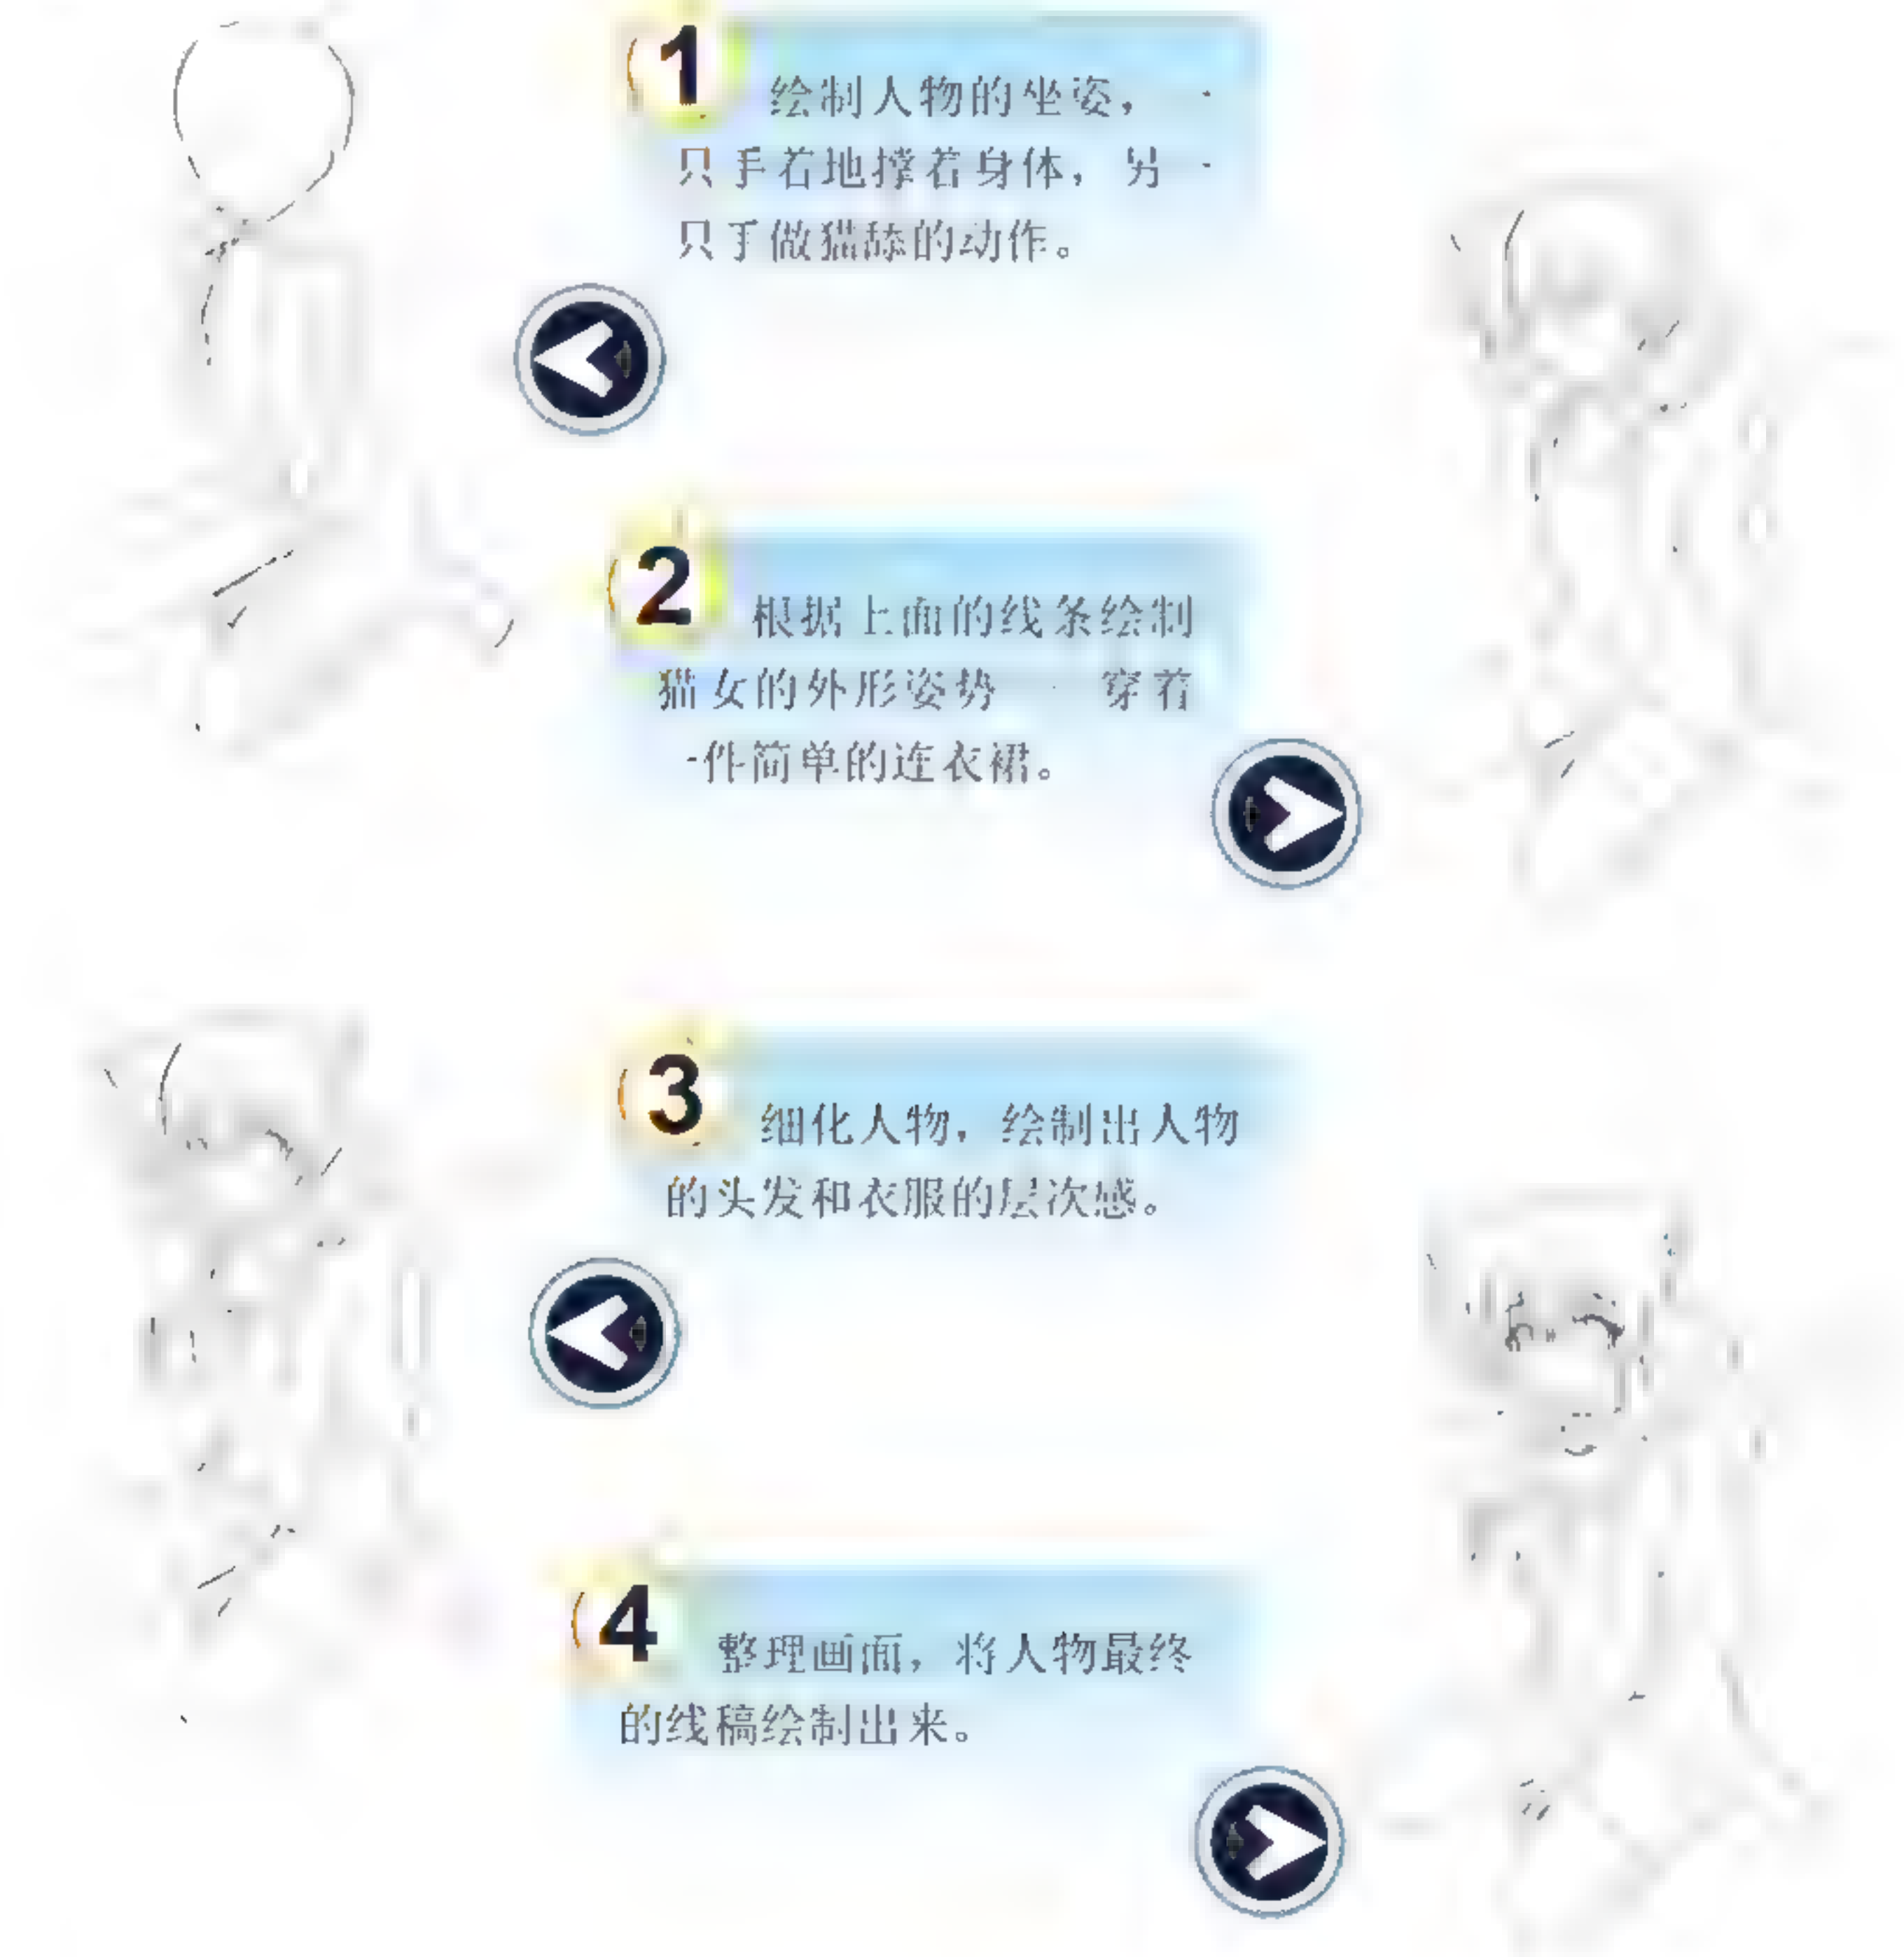 1 绘制人物的坐姿，一
只手着地撑着身体，另一
只手做猫舔的动作。
2 根据上面的线条绘制
猫女的外形姿势 穿着
一件简单的连衣裙。
3 细化人物，绘制出人物
的头发和衣服的层次感。
4 整理画面，将人物最终
的线稿绘制出来。